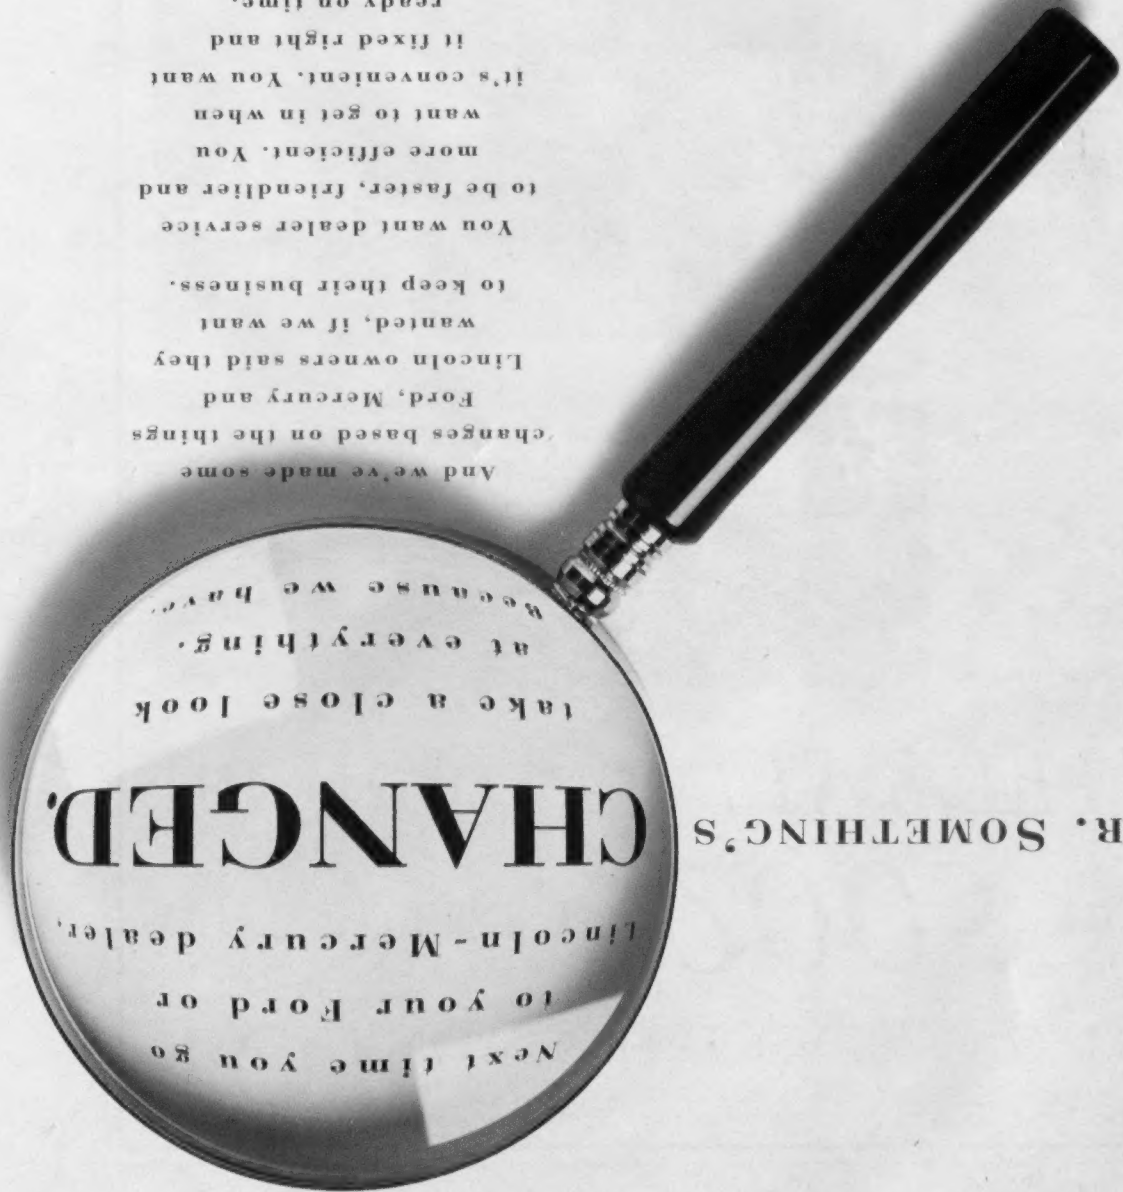 Next time you go
to your Ford or
Lincoln-Mercury dealer,
R. SOMETHING'S CHANGED.
take a close look
at everything.
Because we have.
And we've made some
changes based on the things
Ford, Mercury and
Lincoln owners said they
wanted, if we want
to keep their business.
You want dealer service
to be faster, friendlier and
more efficient. You
want to get in when
it's convenient. You want
it fixed right and
ready on time.